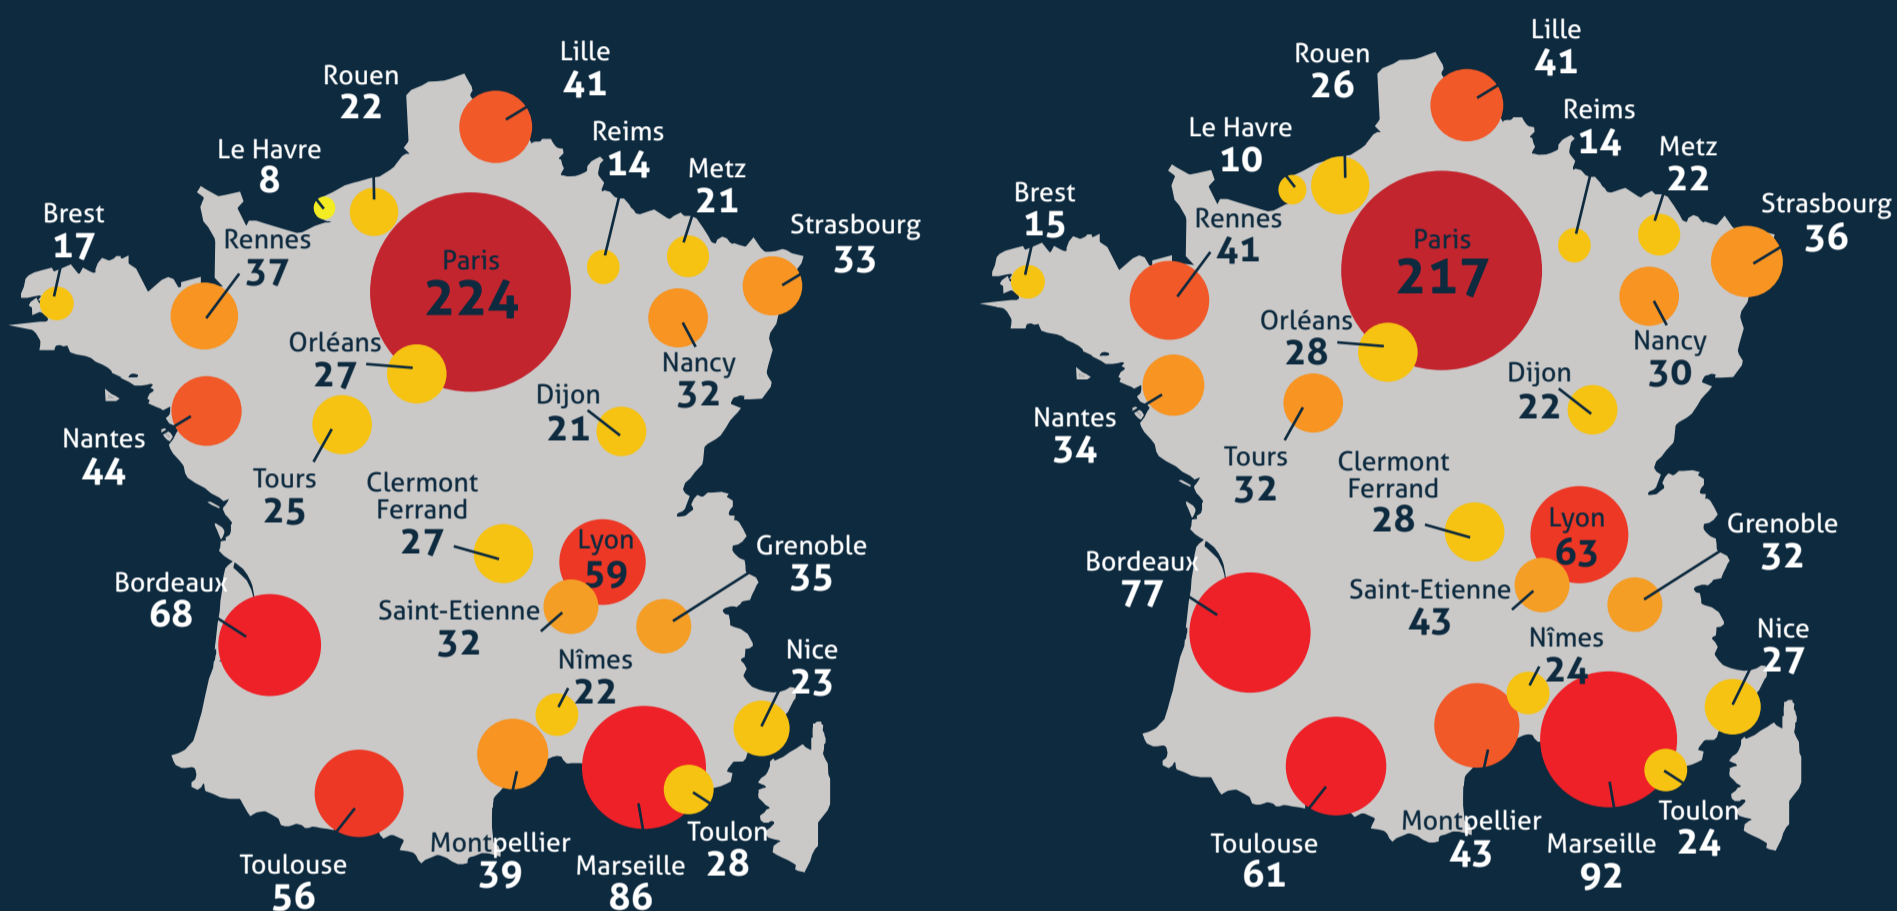 Lille
41
Rouen
22
Reims
14
Le Havre
8
Metz
21
Brest
17
Strasbourg
33
Rennes
37
Paris
224
Orléans
27
Nancy
32
Dijon
21
Nantes
44
Tours
25
Clermont
Ferrand
27
Lyon
59
Grenoble
35
Bordeaux
68
Saint-Etienne
32
Nîmes
22
Nice
23
Montpellier
39
Toulon
28
Toulouse
56
Marseille
86
Lille
41
Rouen
26
Reims
14
Le Havre
10
Metz
22
Brest
15
Strasbourg
36
Rennes
41
Paris
217
Orléans
28
Nancy
30
Dijon
22
Nantes
34
Tours
32
Clermont
Ferrand
28
Lyon
63
Grenoble
32
Bordeaux
77
Saint-Etienne
43
Nîmes
24
Nice
27
Montpellier
43
Toulon
24
Toulouse
61
Marseille
92